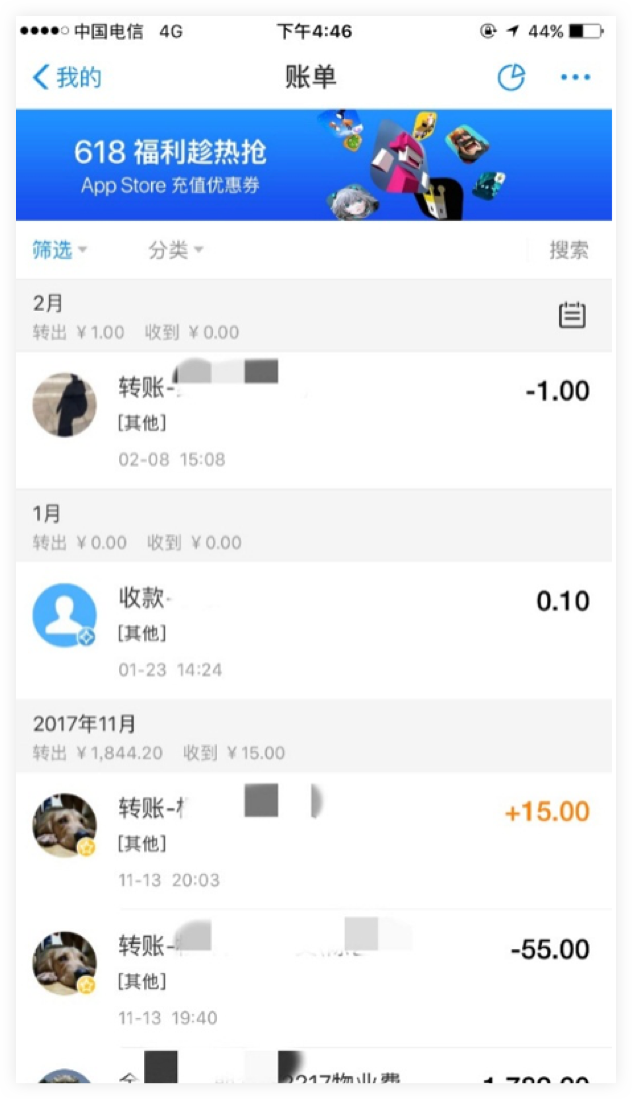 中国电信 4G 下午4:46 44%
我的 账单
618 福利趁热抢
App Store 充值优惠券
筛选 分类 搜索
2月
转出 ￥1.00 收到 ￥0.00
转账- -1.00
[其他]
02-08 15:08
1月
转出 ￥0.00 收到 ￥0.00
收款- 0.10
[其他]
01-23 14:24
2017年11月
转出 ￥1,844.20 收到 ￥15.00
转账- +15.00
[其他]
11-13 20:03
转账- -55.00
[其他]
11-13 19:40
3217物业费